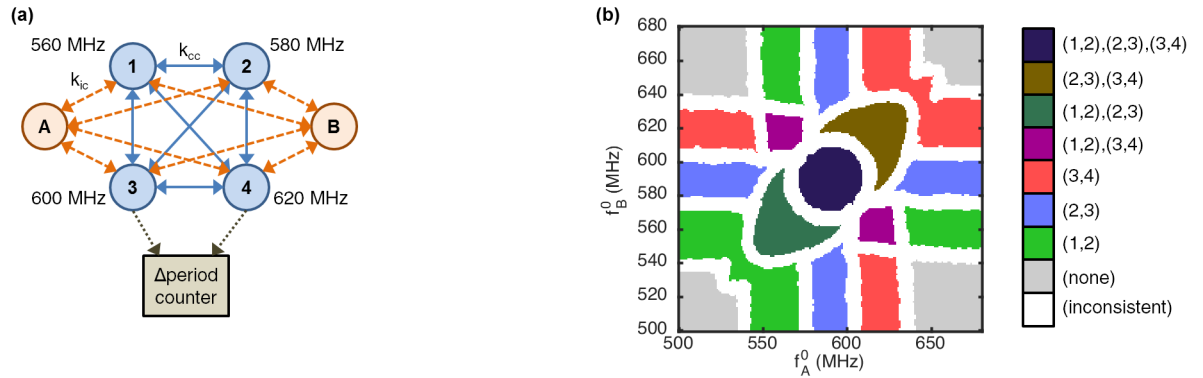 (a)
560 MHz
1
k_cc
2
580 MHz
k_ic
A
B
600 MHz
3
4
620 MHz
Δperiod
counter
(b)
680
660
640
620
600
580
560
540
520
500
f_B^0 (MHz)
500
550
600
650
f_A^0 (MHz)
(1,2),(2,3),(3,4)
(2,3),(3,4)
(1,2),(2,3)
(1,2),(3,4)
(3,4)
(2,3)
(1,2)
(none)
(inconsistent)